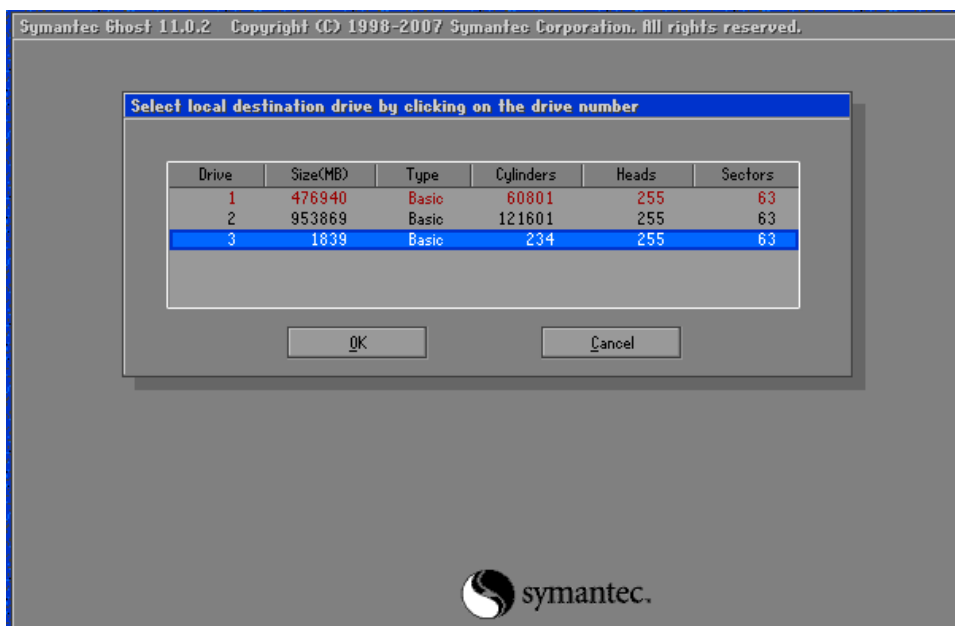 Symantec Ghost 11.0.2 Copyright (C) 1998-2007 Symantec Corporation. All rights reserved.
Select local destination drive by clicking on the drive number
Drive Size(MB) Type Cylinders Heads Sectors
1 476940 Basic 60801 255 63
2 953869 Basic 121601 255 63
3 1839 Basic 234 255 63
OK Cancel
symantec.